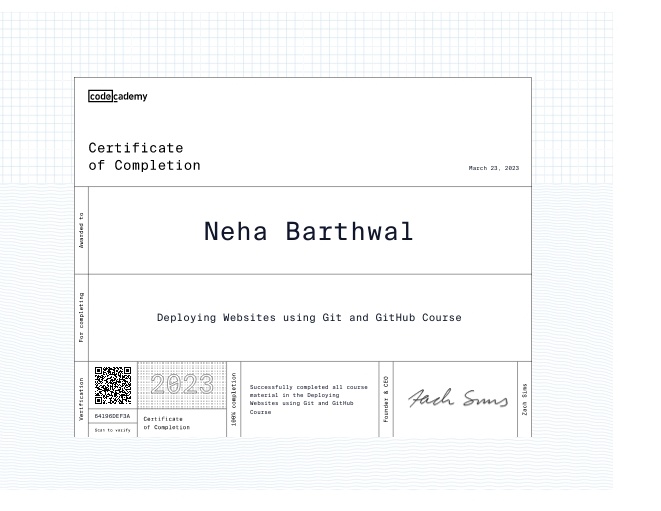 codecademy
Certificate
of Completion
March 23, 2023
Awarded to
Neha Barthwal
For completing
Deploying Websites using Git and GitHub Course
Verification
64198DEF3A
Scan to verify
2023
Certificate
of Completion
100% completion
Successfully completed all course
material in the Deploying
Websites using Git and GitHub
Course
Founder & CEO
Zach Sims
Zach Sims